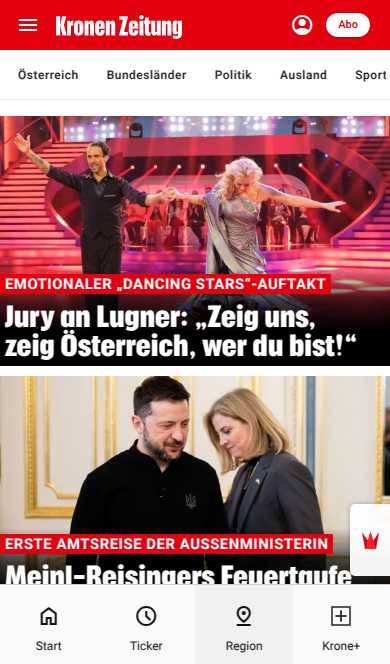 Kronen Zeitung
Abo
Österreich Bundesländer Politik Ausland Sport
EMOTIONALER „DANCING STARS“-AUFTAKT
Jury an Lugner: „Zeig uns,
zeig Österreich, wer du bist!“
ERSTE AMTSREISE DER AUSSENMINISTERIN
Meinl-Reisingers Feuertaufe
Start Ticker Region Krone+